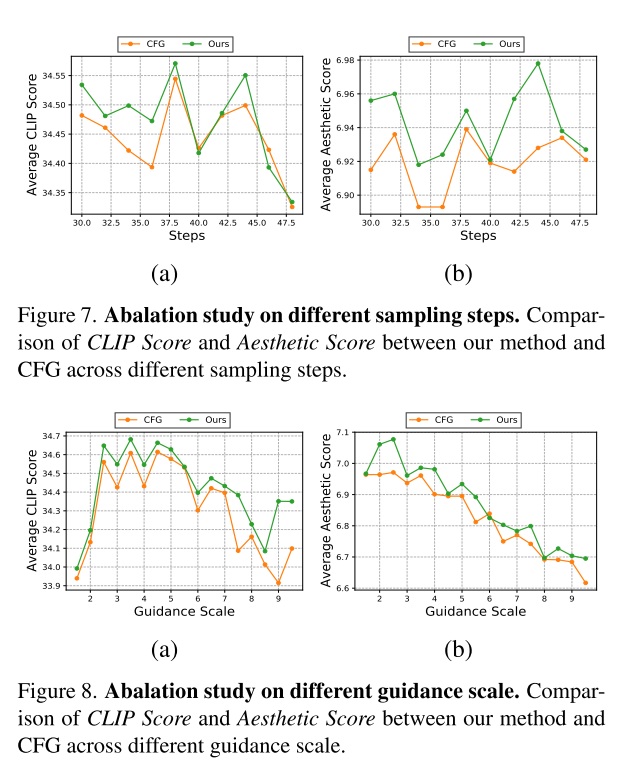 CFG Ours
Average CLIP Score
34.55
34.50
34.45
34.40
34.35
30.0 32.5 35.0 37.5 40.0 42.5 45.0 47.5
Steps
(a)
CFG Ours
Average Aesthetic Score
6.98
6.96
6.94
6.92
6.90
30.0 32.5 35.0 37.5 40.0 42.5 45.0 47.5
Steps
(b)
Figure 7. Abalation study on different sampling steps. Compar-
ison of CLIP Score and Aesthetic Score between our method and
CFG across different sampling steps.
CFG Ours
Average CLIP Score
34.7
34.6
34.5
34.4
34.3
34.2
34.1
34.0
33.9
2 3 4 5 6 7 8 9
Guidance Scale
(a)
CFG Ours
Average Aesthetic Score
7.1
7.0
6.9
6.8
6.7
6.6
2 3 4 5 6 7 8 9
Guidance Scale
(b)
Figure 8. Abalation study on different guidance scale. Compar-
ison of CLIP Score and Aesthetic Score between our method and
CFG across different guidance scale.